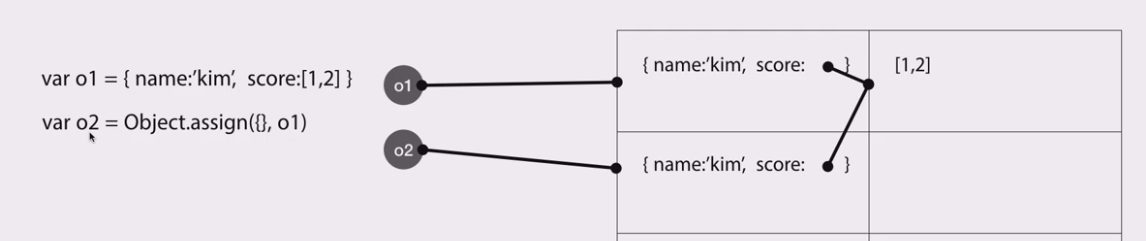 var o1 = { name:'kim',  score:[1,2] }
var o2 = Object.assign({}, o1)
o1
o2
{ name:'kim',  score:   }
[1,2]
{ name:'kim',  score:   }